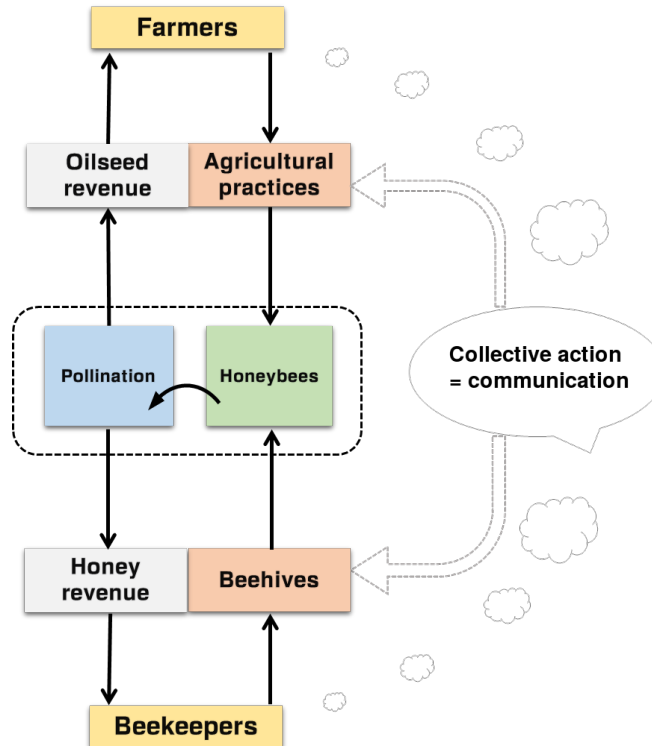 Farmers
Oilseed
revenue
Agricultural
practices
Pollination
Honeybees
Collective action
= communication
Honey
revenue
Beehives
Beekeepers